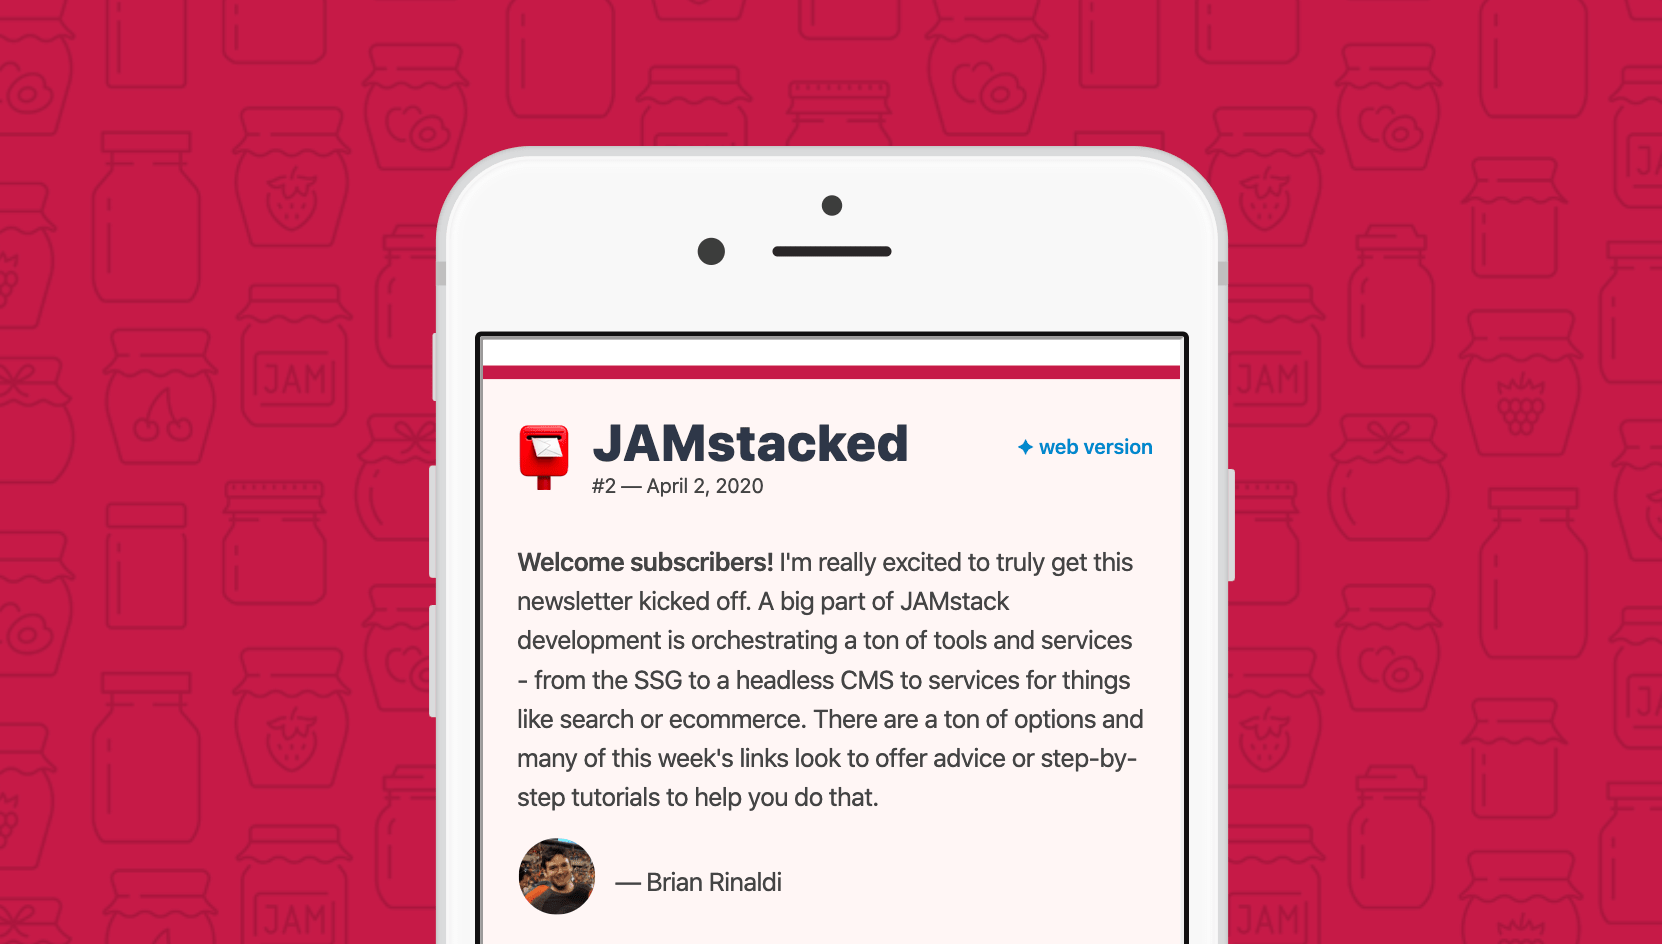 JAMstacked
✦ web version
#2 — April 2, 2020
Welcome subscribers! I'm really excited to truly get this
newsletter kicked off. A big part of JAMstack
development is orchestrating a ton of tools and services
- from the SSG to a headless CMS to services for things
like search or ecommerce. There are a ton of options and
many of this week's links look to offer advice or step-by-
step tutorials to help you do that.
— Brian Rinaldi
JAM
JAM
JAM
JAM
JA
JA